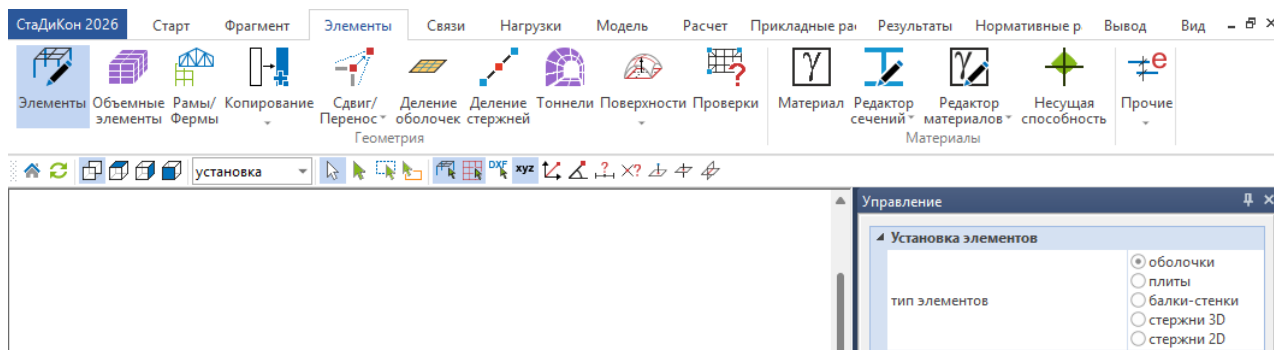 СтаДиКон 2026 Старт Фрагмент Элементы Связи Нагрузки Модель Расчет Прикладные ра Результаты Нормативные р Вывод Вид
Элементы Объемные элементы Рамы/ Фермы Копирование Сдвиг/ Перенос Деление оболочек Деление стержней Тоннели Поверхности Проверки Материал Редактор сечений Редактор материалов Несущая способность Прочие
Геометрия Материалы
установка DXF xyz
Управление
Установка элементов
тип элементов
оболочки
плиты
балки-стенки
стержни 3D
стержни 2D